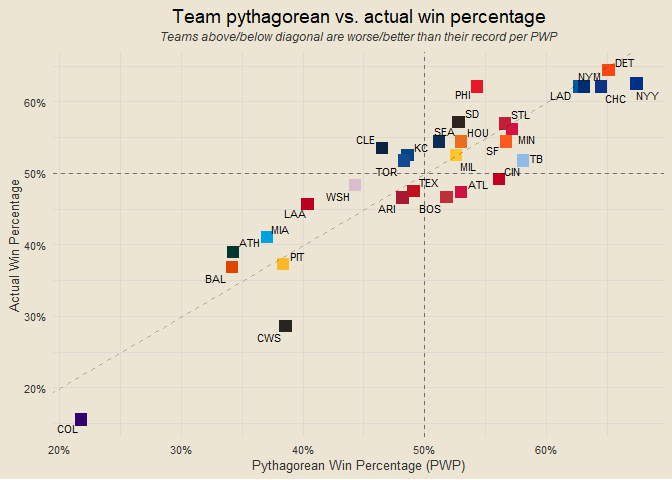 Team pythagorean vs. actual win percentage
Teams above/below diagonal are worse/better than their record per PWP
DET
NYM
PHI
LAD
CHC
NYY
60%
SD
STL
SEA
HOU
CLE
KC
SF
MIN
TOR
MIL
TB
50%
CIN
WSH
TEX
ATL
LAA
ARI
BOS
MIA
ATH
40%
PIT
BAL
CWS
30%
20%
COL
20%
30%
40%
50%
60%
Pythagorean Win Percentage (PWP)
Actual Win Percentage